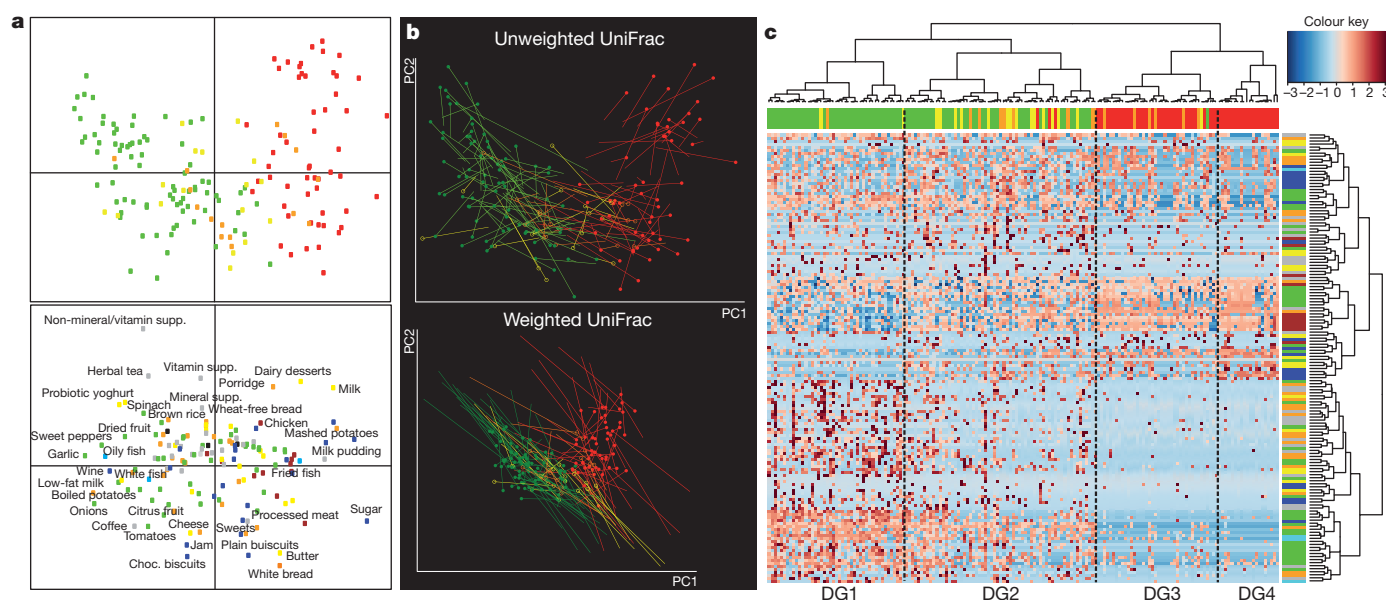 a
Non-mineral/vitamin supp.
Herbal tea
Vitamin supp.
Dairy desserts
Porridge
Milk
Probiotic yoghurt
Mineral supp.
Spinach
Brown rice
Wheat-free bread
Chicken
Dried fruit
Mashed potatoes
Sweet peppers
Garlic
Oily fish
Milk pudding
Wine
White fish
Fried fish
Low-fat milk
Boiled potatoes
Onions
Citrus fruit
Processed meat
Sugar
Coffee
Cheese
Sweets
Tomatoes
Jam
Plain buiscuits
Choc. biscuits
Butter
White bread
b
Unweighted UniFrac
PC2
PC1
Weighted UniFrac
PC2
PC1
c
Colour key
−3−2−1 0 1 2 3
DG1 DG2 DG3 DG4